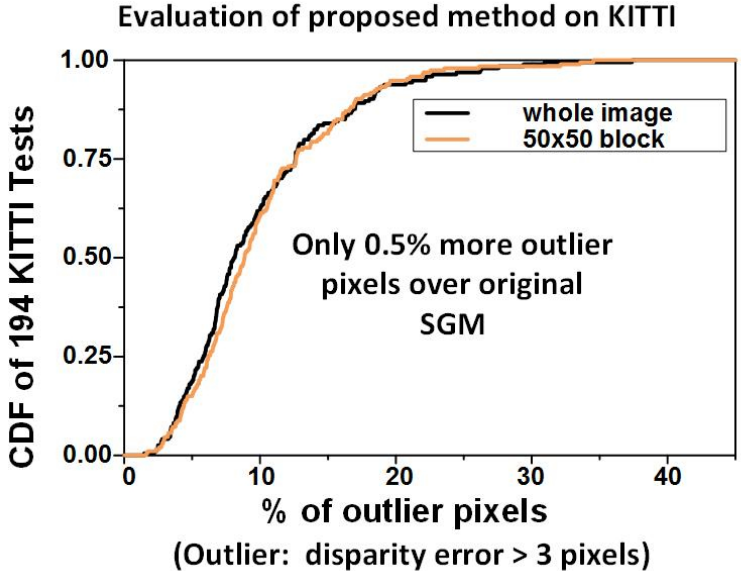 Evaluation of proposed method on KITTI
1.00
0.75
0.50
0.25
0.00
CDF of 194 KITTI Tests
whole image
50x50 block
Only 0.5% more outlier
pixels over original
SGM
0 10 20 30 40
% of outlier pixels
(Outlier: disparity error > 3 pixels)